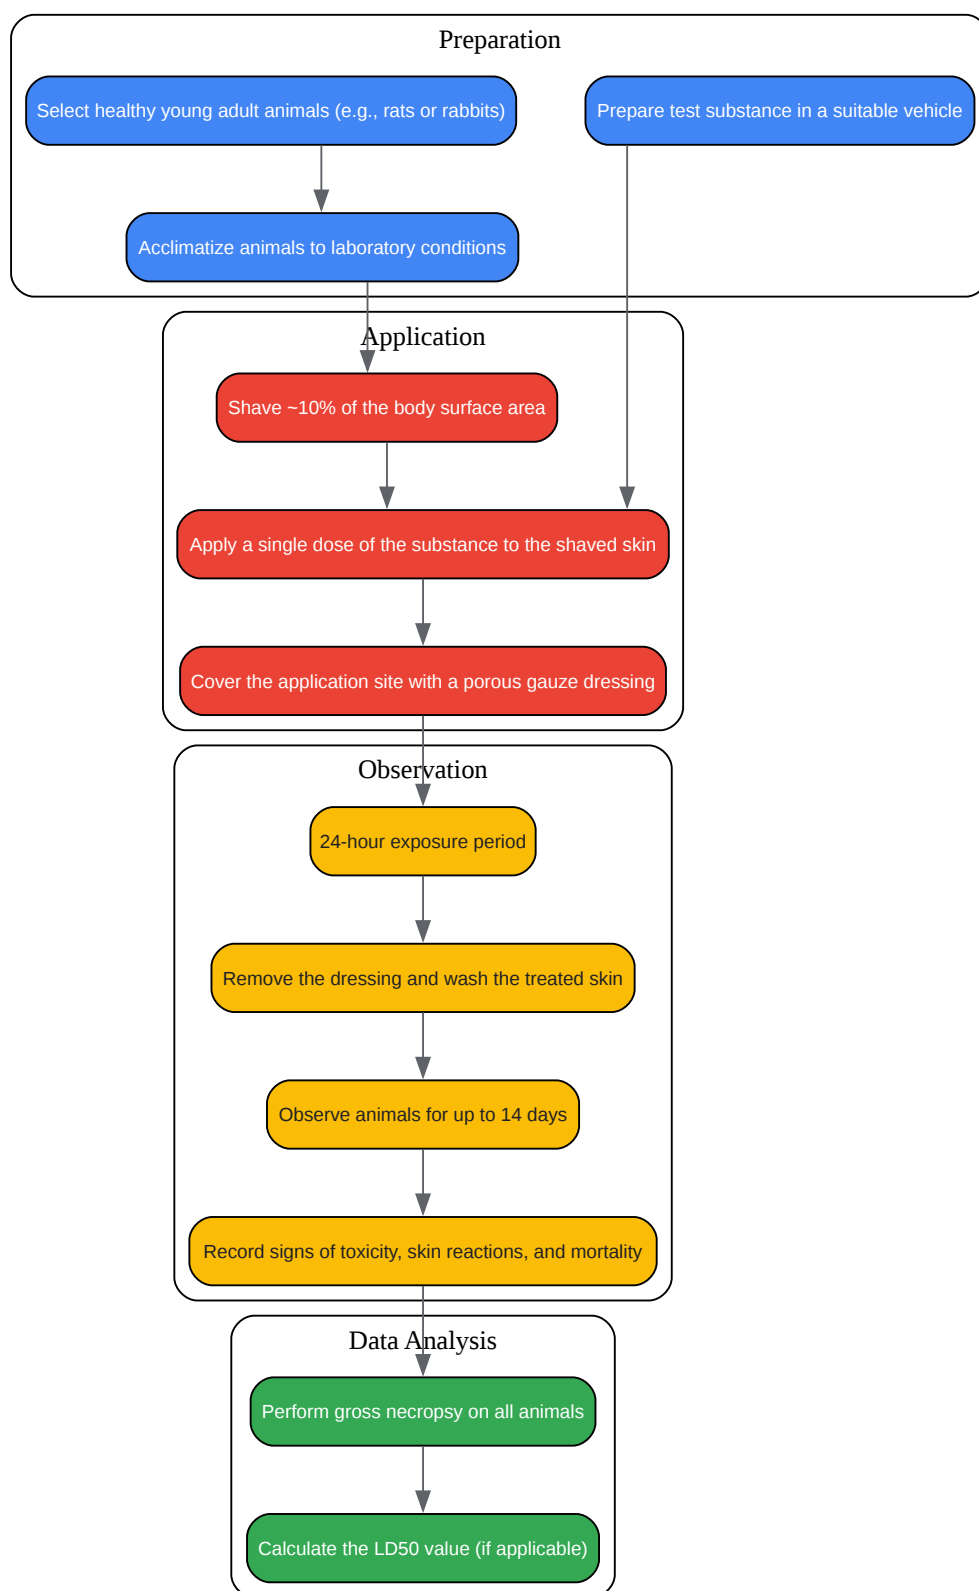 Preparation
Select healthy young adult animals (e.g., rats or rabbits)
Prepare test substance in a suitable vehicle
Acclimatize animals to laboratory conditions
Application
Shave ~10% of the body surface area
Apply a single dose of the substance to the shaved skin
Cover the application site with a porous gauze dressing
Observation
24-hour exposure period
Remove the dressing and wash the treated skin
Observe animals for up to 14 days
Record signs of toxicity, skin reactions, and mortality
Data Analysis
Perform gross necropsy on all animals
Calculate the LD50 value (if applicable)